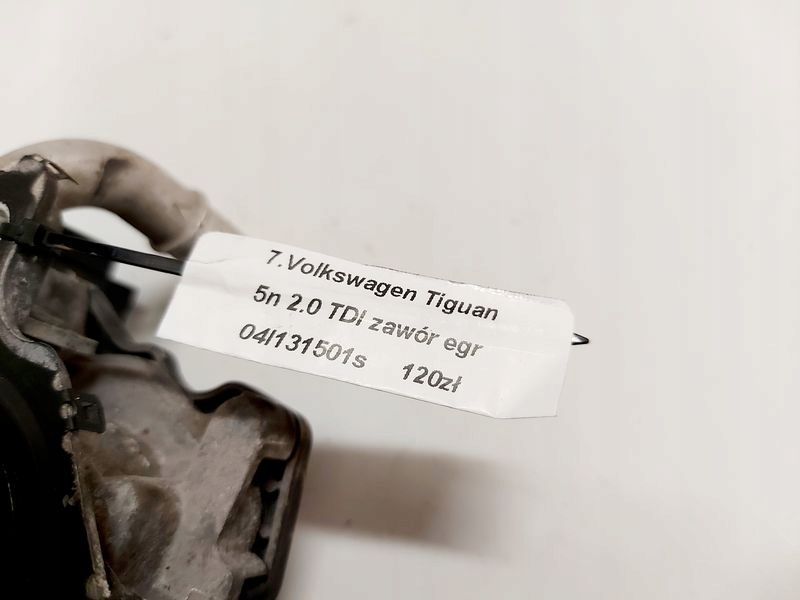 7.Volkswagen Tiguan
5n 2.0 TDI zawór egr
04l131501s 120zł